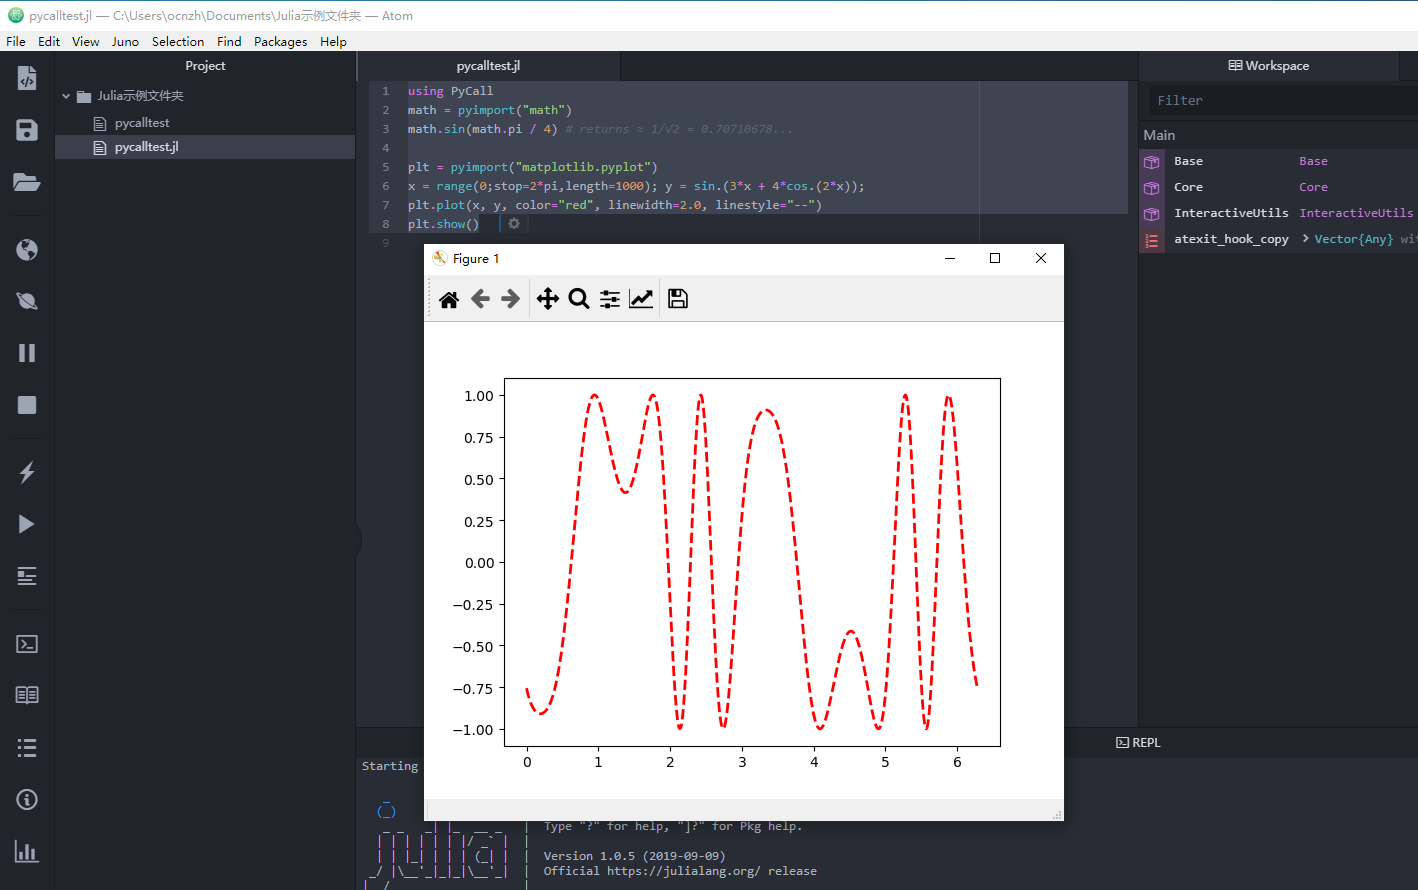 pycalltest.jl — C:\Users\ocnzh\Documents\Julia示例文件夹 — Atom
File Edit View Juno Selection Find Packages Help
Project
Julia示例文件夹
pycalltest
pycalltest.jl
pycalltest.jl
1 using PyCall
2 math = pyimport("math")
3 math.sin(math.pi / 4) # returns ≈ 1/√2 = 0.70710678...
4
5 plt = pyimport("matplotlib.pyplot")
6 x = range(0;stop=2*pi,length=1000); y = sin.(3*x + 4*cos.(2*x));
7 plt.plot(x, y, color="red", linewidth=2.0, linestyle="--")
8 plt.show()
9
Workspace
Filter
Main
Base Base
Core Core
InteractiveUtils InteractiveUtils
atexit_hook_copy Vector{Any} wit
Figure 1
1.00
0.75
0.50
0.25
0.00
−0.25
−0.50
−0.75
−1.00
0 1 2 3 4 5 6
REPL
Starting
Type "?" for help, "]?" for Pkg help.
Version 1.0.5 (2019-09-09)
Official https://julialang.org/ release